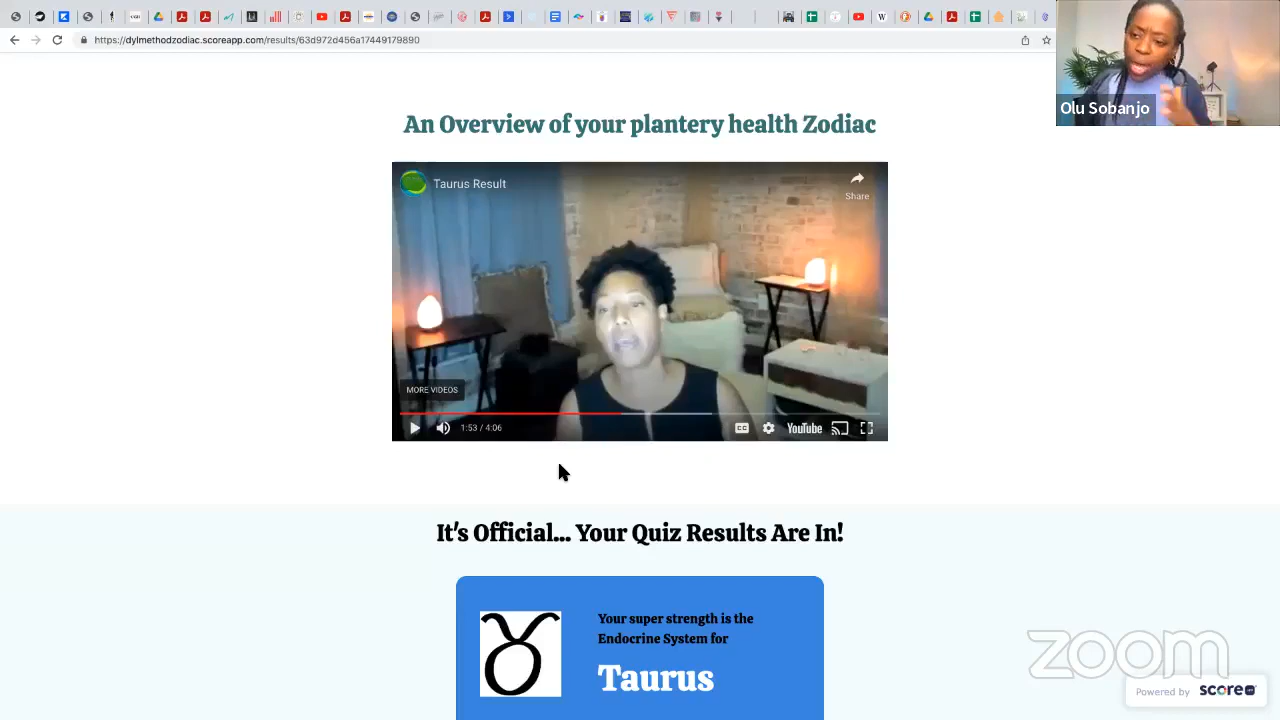 https://dylmethodzodiac.scoreapp.com/results/63d972d456a17449179890
Olu Sobanjo
An Overview of your plantery health Zodiac
Taurus Result
Share
MORE VIDEOS
1:53 / 4:06
CC
YouTube
It's Official... Your Quiz Results Are In!
Your super strength is the
Endocrine System for
Taurus
zoom
Powered by score